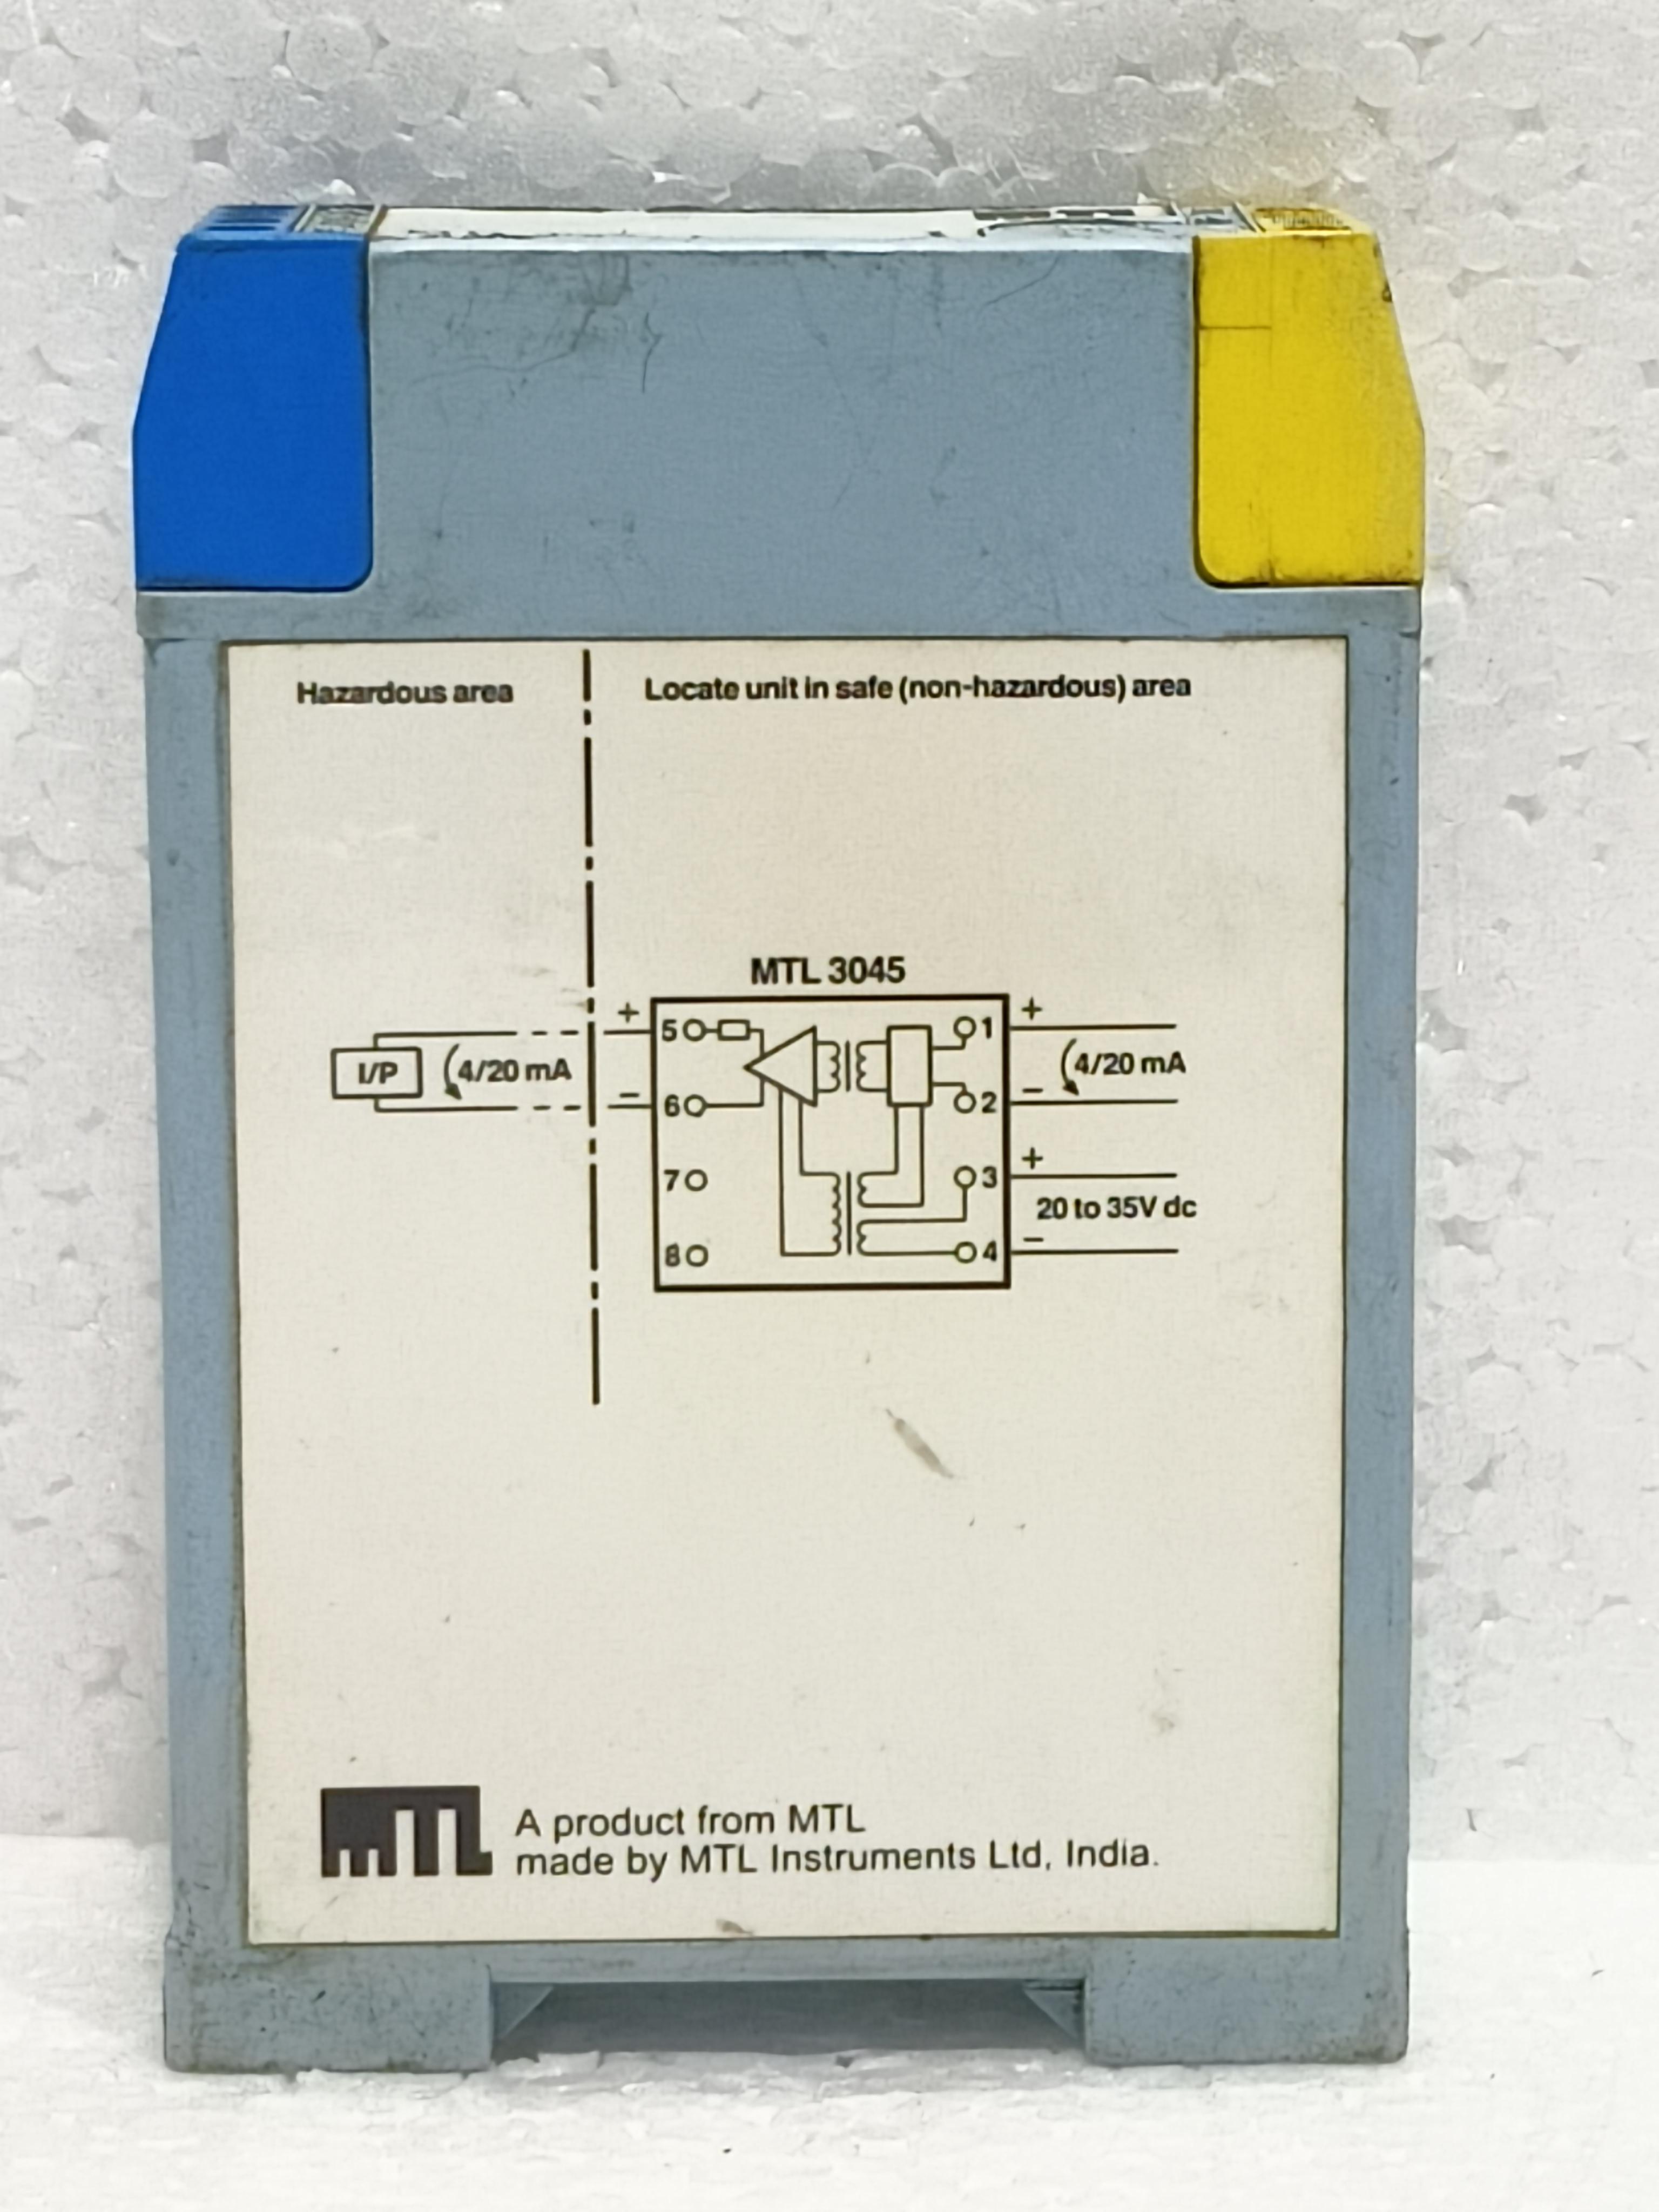 Hazardous area
Locate unit in safe (non-hazardous) area
MTL 3045
+ 5 1 +
I/P 4/20 mA 4/20 mA
− 6 2 −
7 3 +
20 to 35V dc
8 4 −
MTL
A product from MTL
made by MTL Instruments Ltd, India.